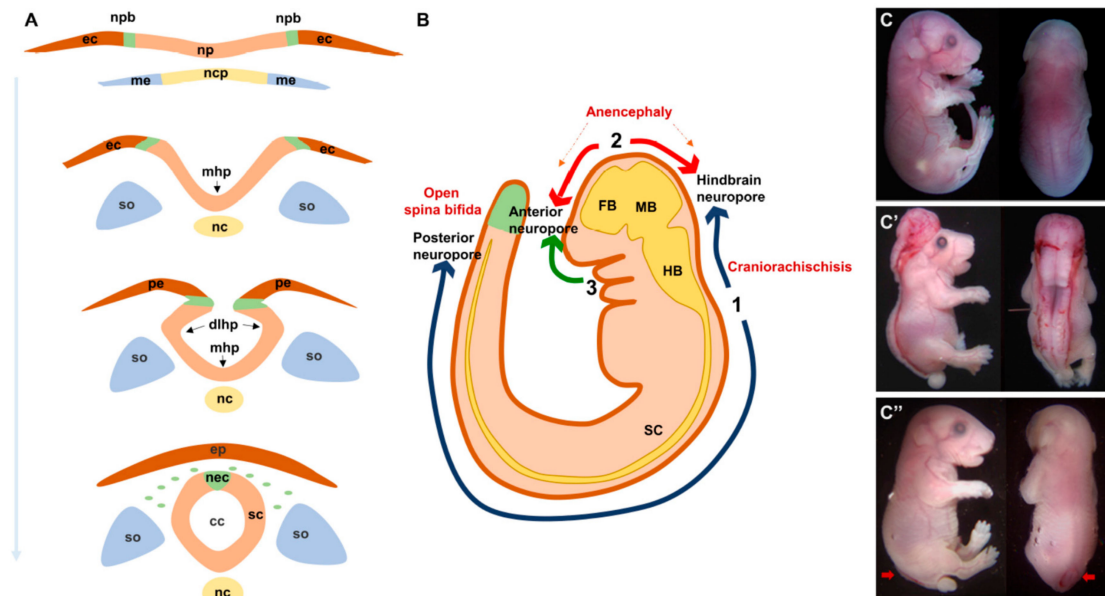 A
npb npb
ec ec
np
me ncp me
ec ec
mhp
so so
nc
pe pe
dlhp
so mhp so
nc
ep
nec
cc sc
so so
nc
B
Anencephaly
2
Hindbrain
neuropore
Open
spina bifida
FB MB
Anterior
neuropore
Posterior
neuropore
HB
Craniorachischisis
3
1
SC
C
C’
C”